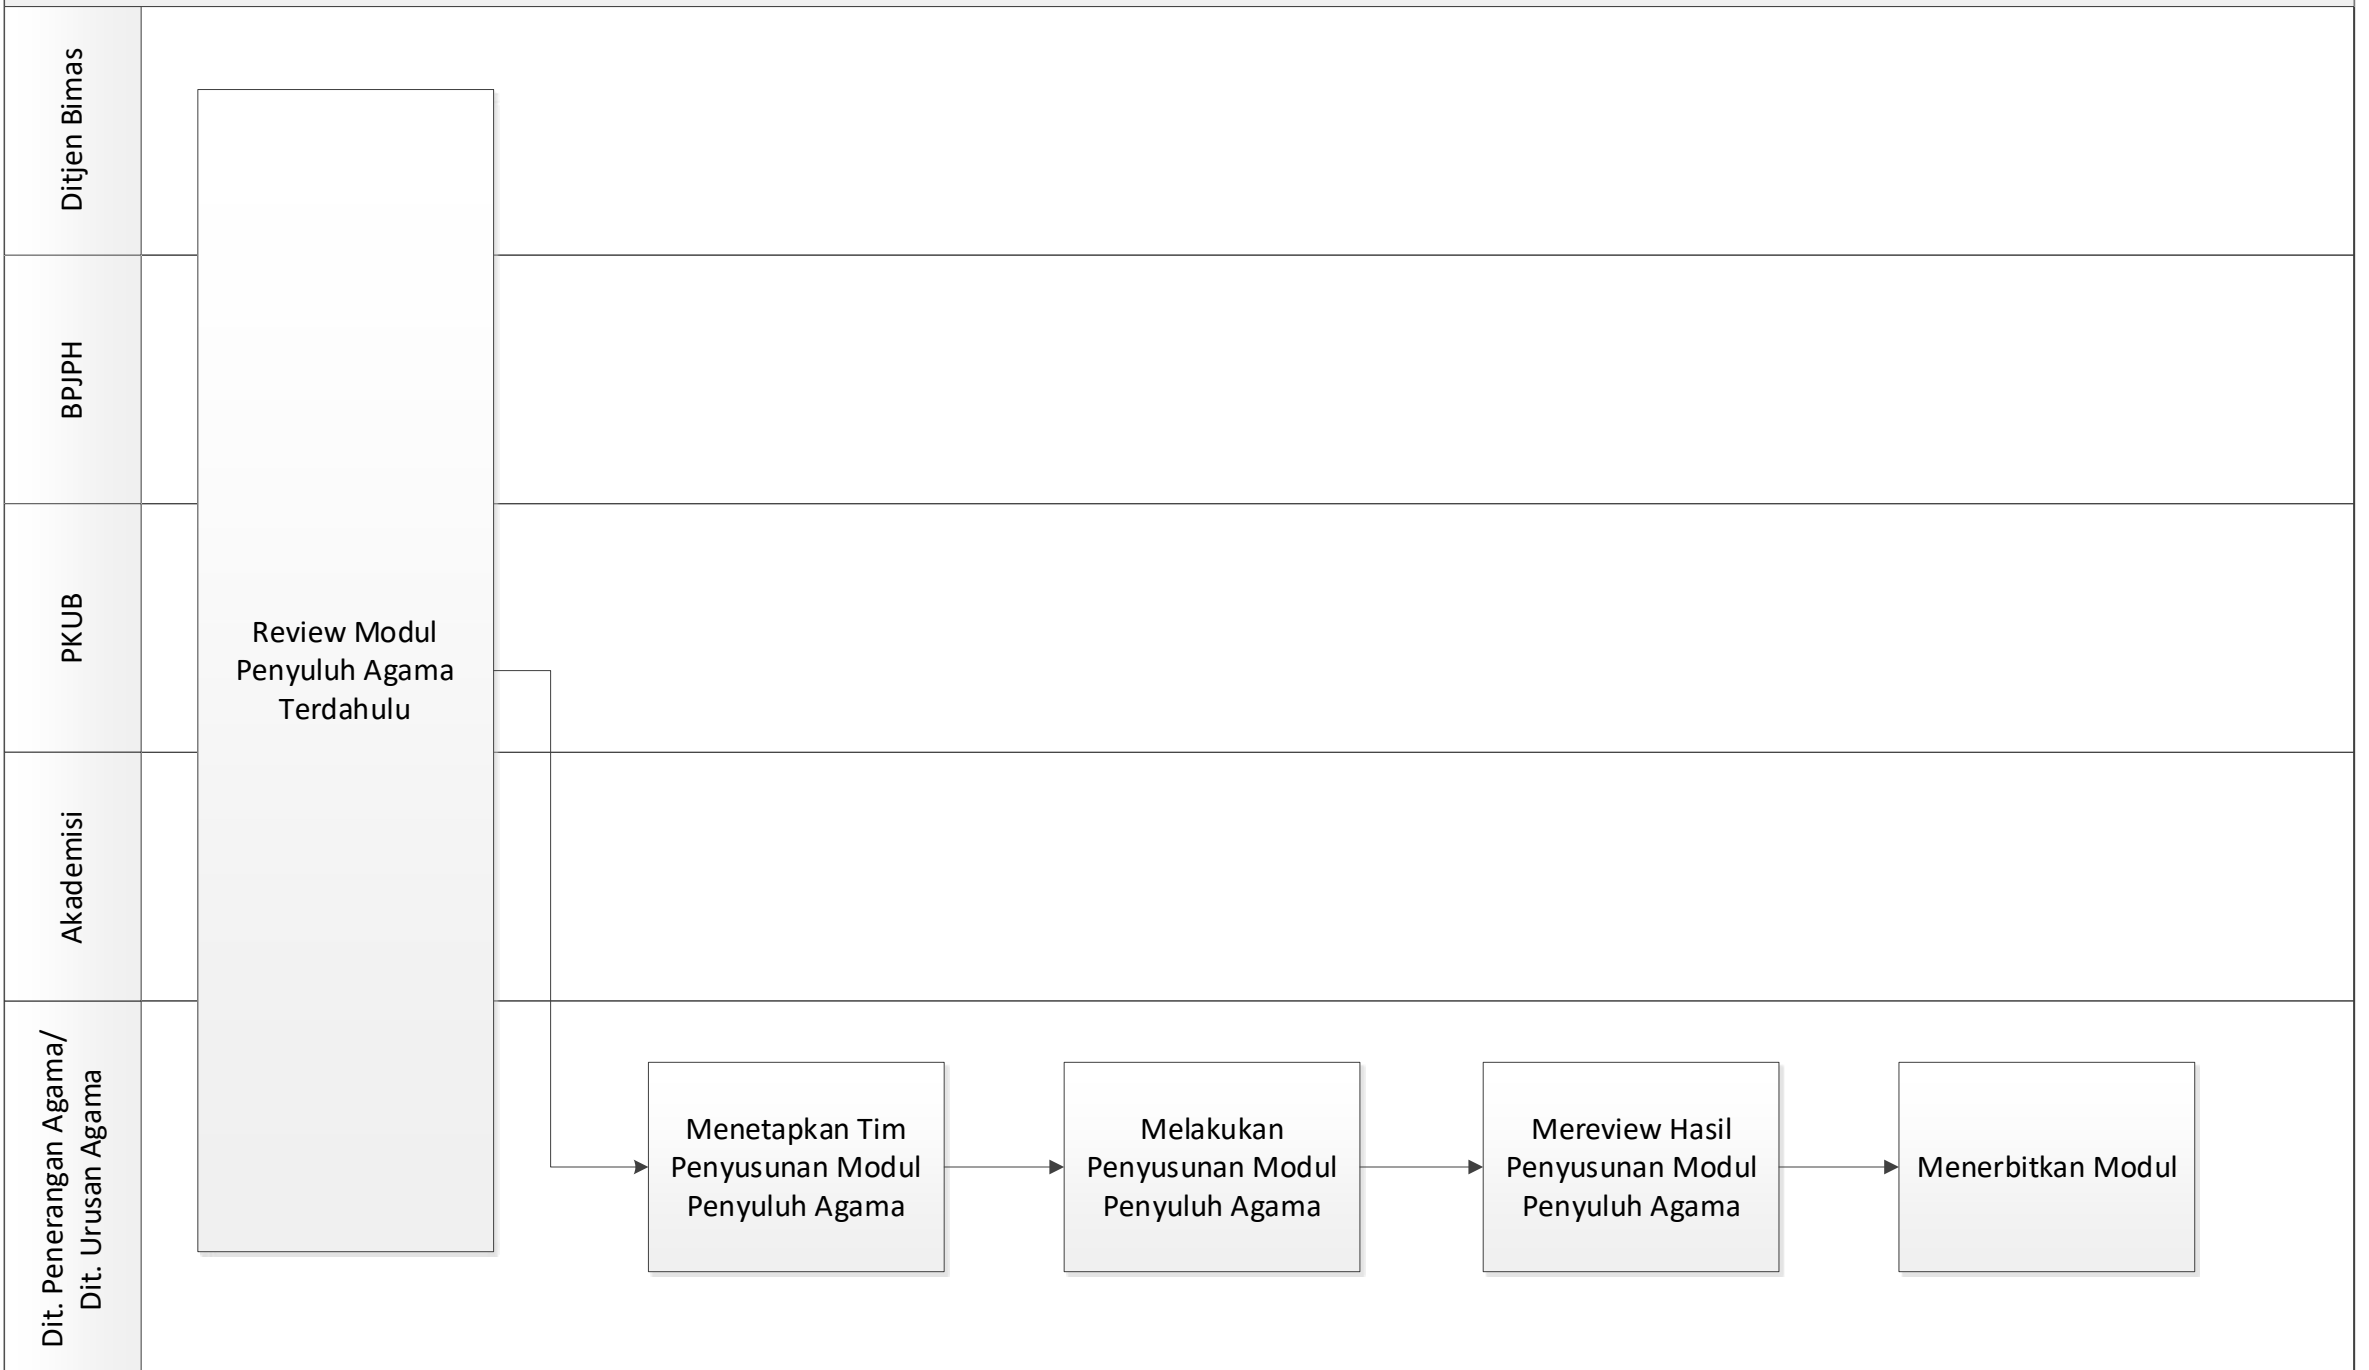 Ditjen Bimas
BPJPH
PKUB
Akademisi
Dit. Penerangan Agama/
Dit. Urusan Agama
Review Modul
Penyuluh Agama
Terdahulu
Menetapkan Tim
Penyusunan Modul
Penyuluh Agama
Melakukan
Penyusunan Modul
Penyuluh Agama
Mereview Hasil
Penyusunan Modul
Penyuluh Agama
Menerbitkan Modul